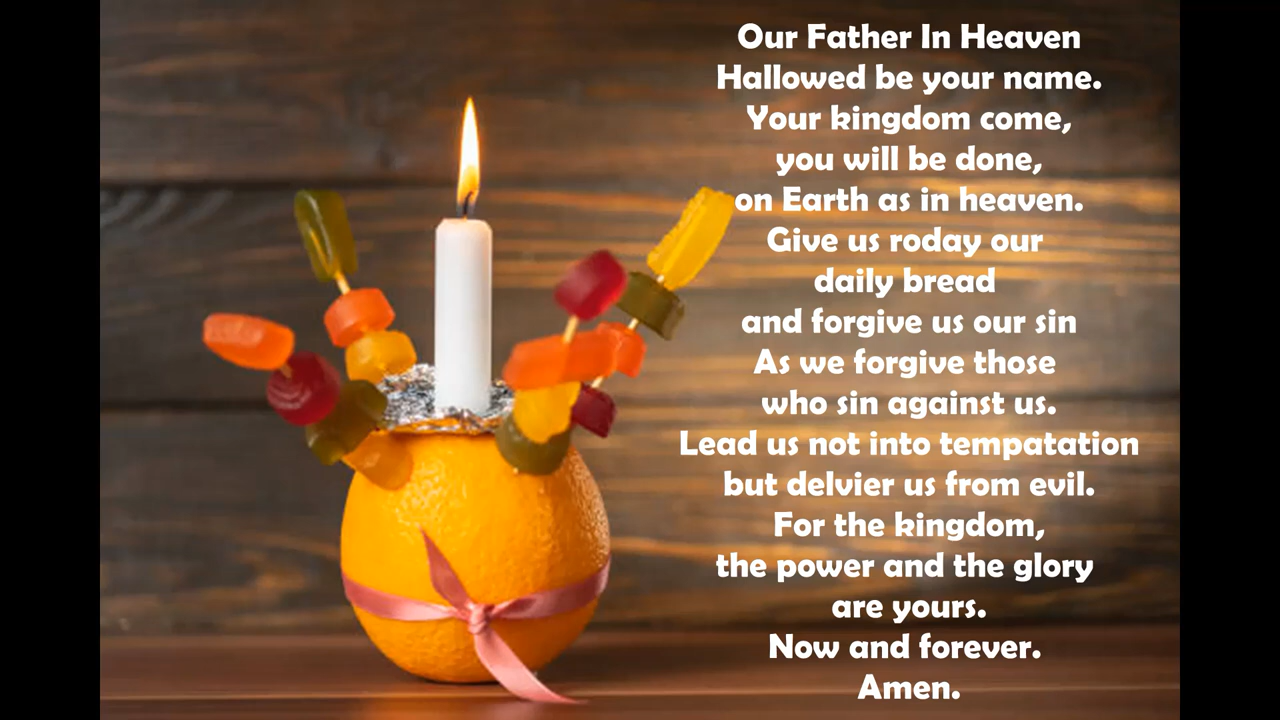 Our Father In Heaven
Hallowed be your name.
Your kingdom come,
you will be done,
on Earth as in heaven.
Give us roday our
daily bread
and forgive us our sin
As we forgive those
who sin against us.
Lead us not into tempatation
but delvier us from evil.
For the kingdom,
the power and the glory
are yours.
Now and forever.
Amen.